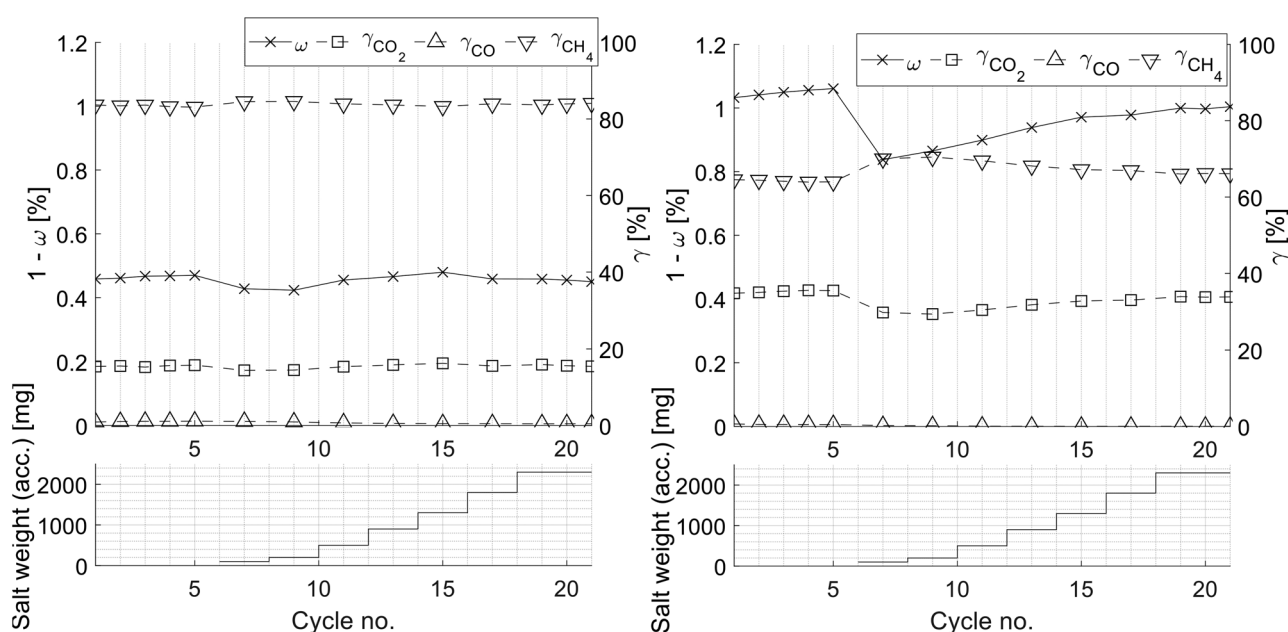 ω γCO₂ γCO γCH₄
1.2
1
0.8
0.6
0.4
0.2
0
1 - ω [%]
100
80
60
40
20
0
γ [%]
5 10 15 20
Salt weight (acc.) [mg]
2000
1000
0
5 10 15 20
Cycle no.
ω γCO₂ γCO γCH₄
1.2
1
0.8
0.6
0.4
0.2
0
1 - ω [%]
100
80
60
40
20
0
γ [%]
5 10 15 20
Salt weight (acc.) [mg]
2000
1000
0
5 10 15 20
Cycle no.